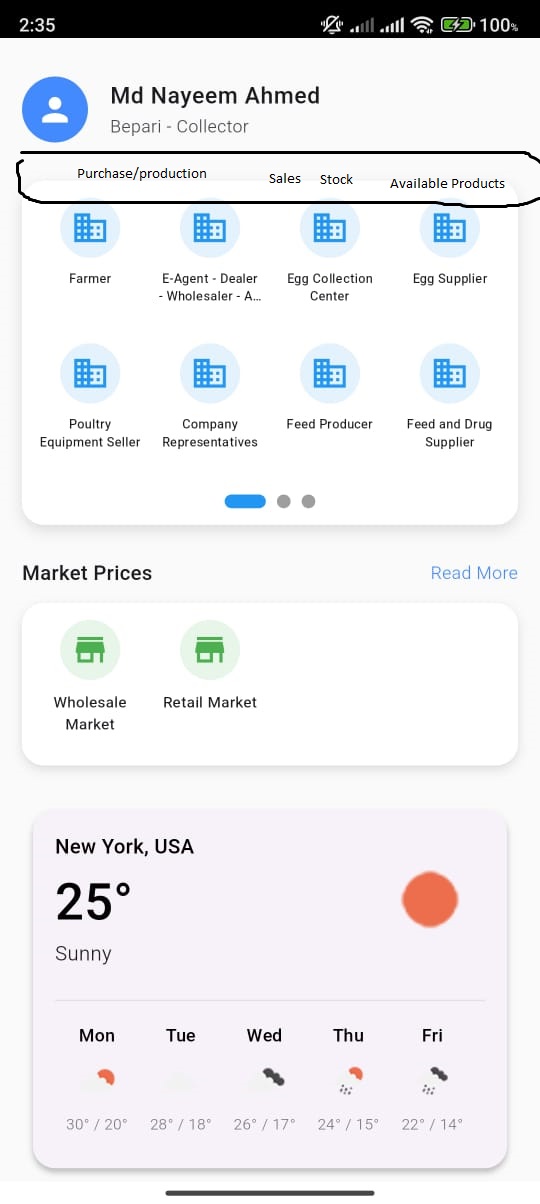 2:35 100%
Md Nayeem Ahmed
Bepari - Collector
Purchase/production Sales Stock Available Products
Farmer
E-Agent - Dealer
- Wholesaler - A...
Egg Collection
Center
Egg Supplier
Poultry
Equipment Seller
Company
Representatives
Feed Producer
Feed and Drug
Supplier
Market Prices Read More
Wholesale
Market
Retail Market
New York, USA
25°
Sunny
Mon Tue Wed Thu Fri
30° / 20° 28° / 18° 26° / 17° 24° / 15° 22° / 14°